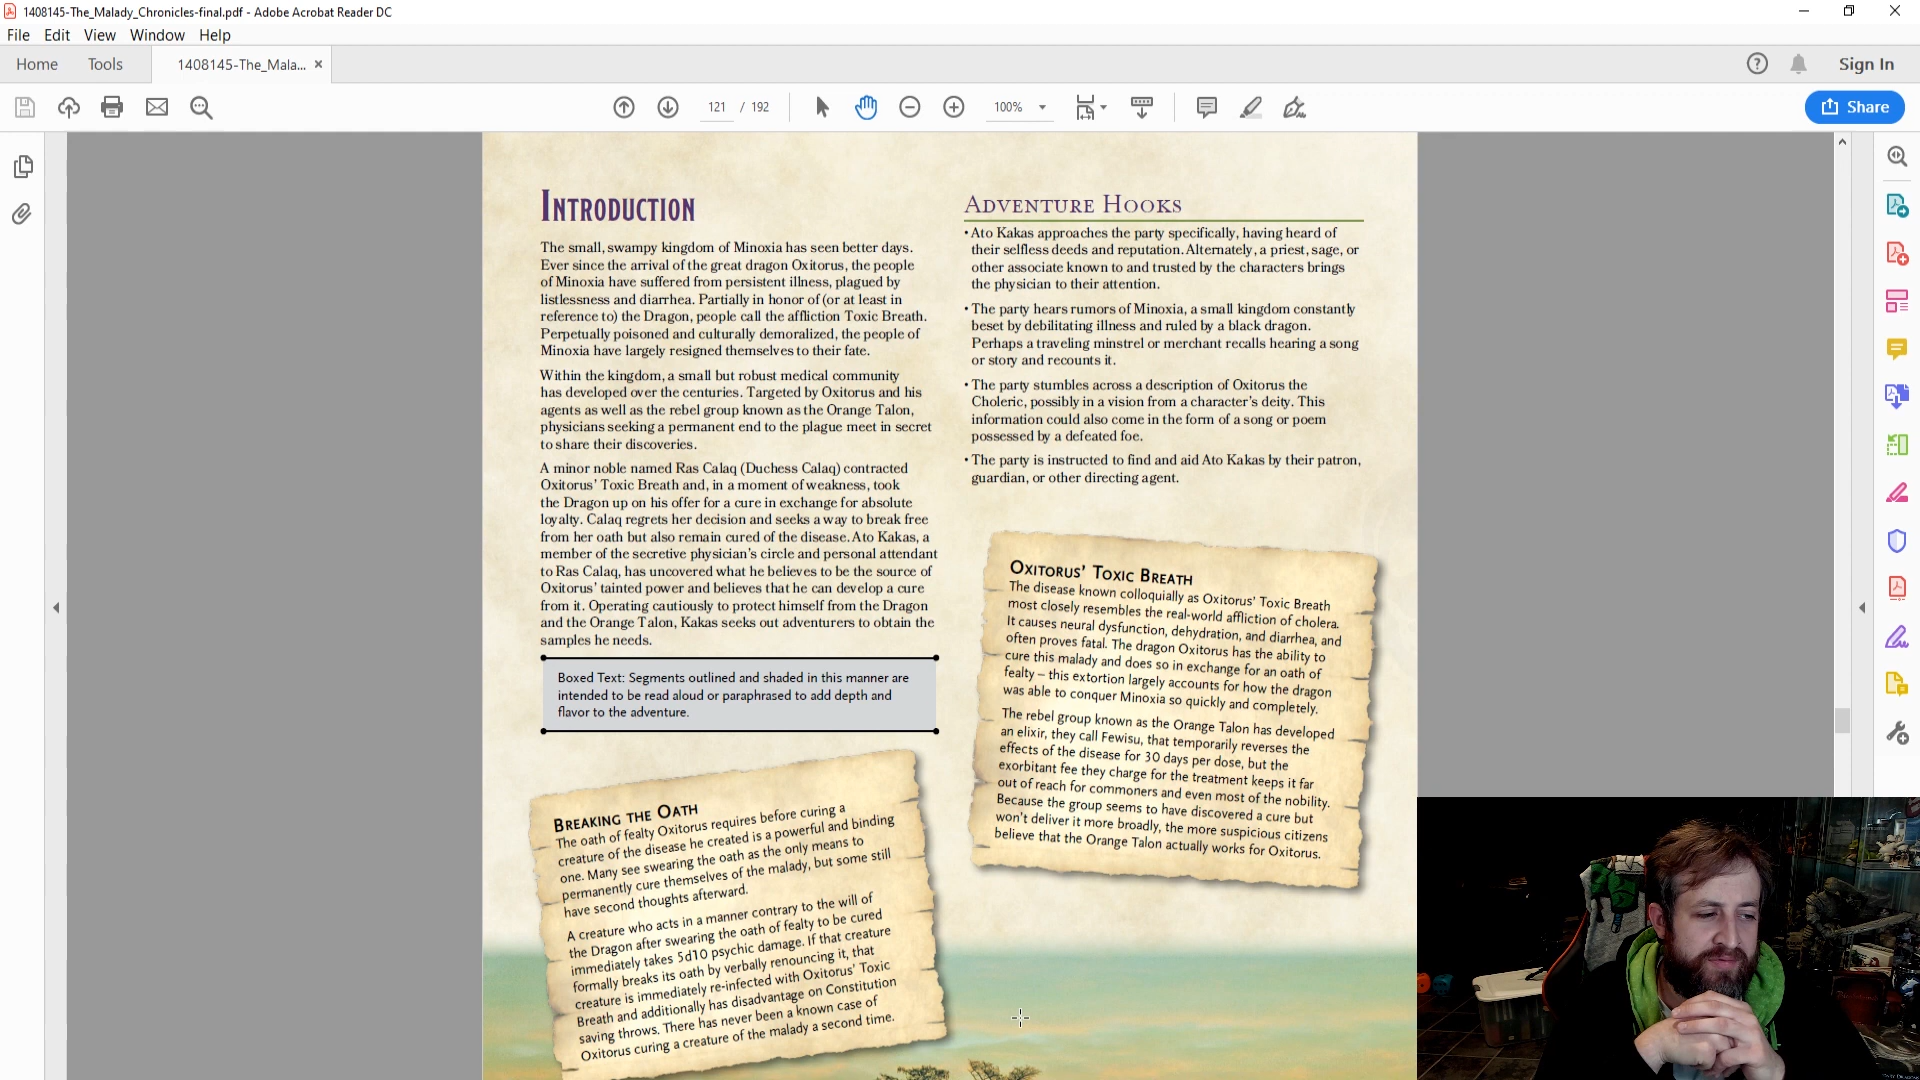 1408145-The_Malady_Chronicles-final.pdf - Adobe Acrobat Reader DC
File Edit View Window Help
Home Tools 1408145-The_Mala... × Sign In
121 / 192 100% Share
INTRODUCTION
The small, swampy kingdom of Minoxia has seen better days.
Ever since the arrival of the great dragon Oxitorus, the people
of Minoxia have suffered from persistent illness, plagued by
listlessness and diarrhea. Partially in honor of (or at least in
reference to) the Dragon, people call the affliction Toxic Breath.
Perpetually poisoned and culturally demoralized, the people of
Minoxia have largely resigned themselves to their fate.
Within the kingdom, a small but robust medical community
has developed over the centuries. Targeted by Oxitorus and his
agents as well as the rebel group known as the Orange Talon,
physicians seeking a permanent end to the plague meet in secret
to share their discoveries.
A minor noble named Ras Calaq (Duchess Calaq) contracted
Oxitorus' Toxic Breath and, in a moment of weakness, took
the Dragon up on his offer for a cure in exchange for absolute
loyalty. Calaq regrets her decision and seeks a way to break free
from her oath but also remain cured of the disease. Ato Kakas, a
member of the secretive physician's circle and personal attendant
to Ras Calaq, has uncovered what he believes to be the source of
Oxitorus' tainted power and believes that he can develop a cure
from it. Operating cautiously to protect himself from the Dragon
and the Orange Talon, Kakas seeks out adventurers to obtain the
samples he needs.
Boxed Text: Segments outlined and shaded in this manner are
intended to be read aloud or paraphrased to add depth and
flavor to the adventure.
BREAKING THE OATH
The oath of fealty Oxitorus requires before curing a
creature of the disease he created is a powerful and binding
one. Many see swearing the oath as the only means to
permanently cure themselves of the malady, but some still
have second thoughts afterward.
A creature who acts in a manner contrary to the will of
the Dragon after swearing the oath of fealty to be cured
immediately takes 5d10 psychic damage. If that creature
formally breaks its oath by verbally renouncing it, that
creature is immediately re-infected with Oxitorus' Toxic
Breath and additionally has disadvantage on Constitution
saving throws. There has never been a known case of
Oxitorus curing a creature of the malady a second time.
ADVENTURE HOOKS
• Ato Kakas approaches the party specifically, having heard of
their selfless deeds and reputation. Alternately, a priest, sage, or
other associate known to and trusted by the characters brings
the physician to their attention.
• The party hears rumors of Minoxia, a small kingdom constantly
beset by debilitating illness and ruled by a black dragon.
Perhaps a traveling minstrel or merchant recalls hearing a song
or story and recounts it.
• The party stumbles across a description of Oxitorus the
Choleric, possibly in a vision from a character's deity. This
information could also come in the form of a song or poem
possessed by a defeated foe.
• The party is instructed to find and aid Ato Kakas by their patron,
guardian, or other directing agent.
OXITORUS' TOXIC BREATH
The disease known colloquially as Oxitorus' Toxic Breath
most closely resembles the real-world affliction of cholera.
It causes neural dysfunction, dehydration, and diarrhea, and
often proves fatal. The dragon Oxitorus has the ability to
cure this malady and does so in exchange for an oath of
fealty – this extortion largely accounts for how the dragon
was able to conquer Minoxia so quickly and completely.
The rebel group known as the Orange Talon has developed
an elixir, they call Fewisu, that temporarily reverses the
effects of the disease for 30 days per dose, but the
exorbitant fee they charge for the treatment keeps it far
out of reach for commoners and even most of the nobility.
Because the group seems to have discovered a cure but
won't deliver it more broadly, the more suspicious citizens
believe that the Orange Talon actually works for Oxitorus.